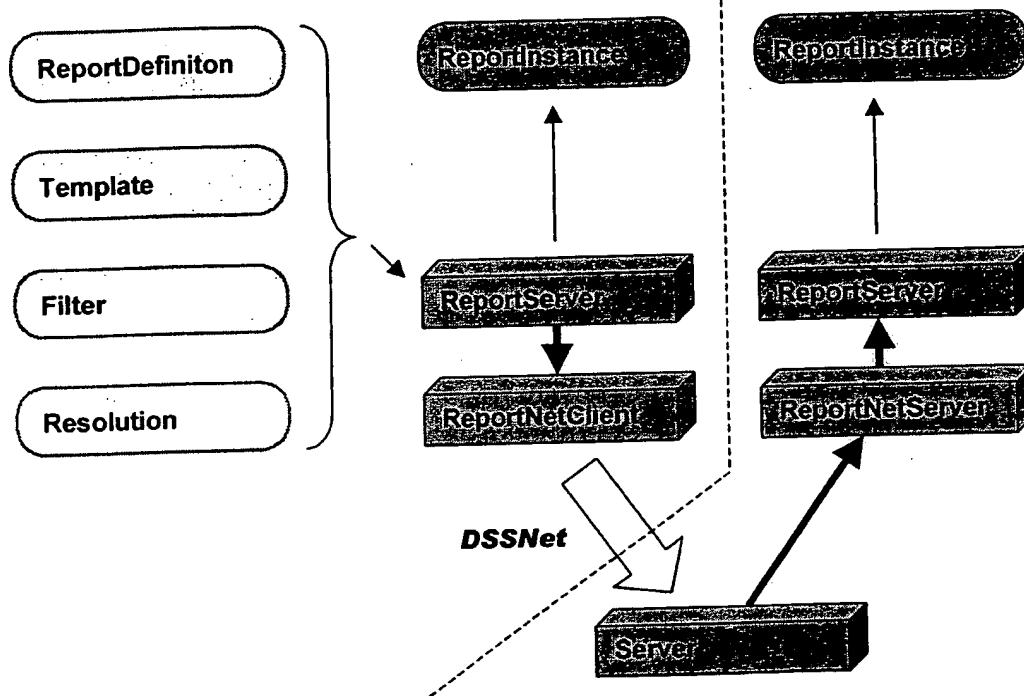 ReportDefiniton
Template
Filter
Resolution
ReportInstance
ReportServer
ReportNetClient
DSSNet
ReportInstance
ReportServer
ReportNetServer
Server